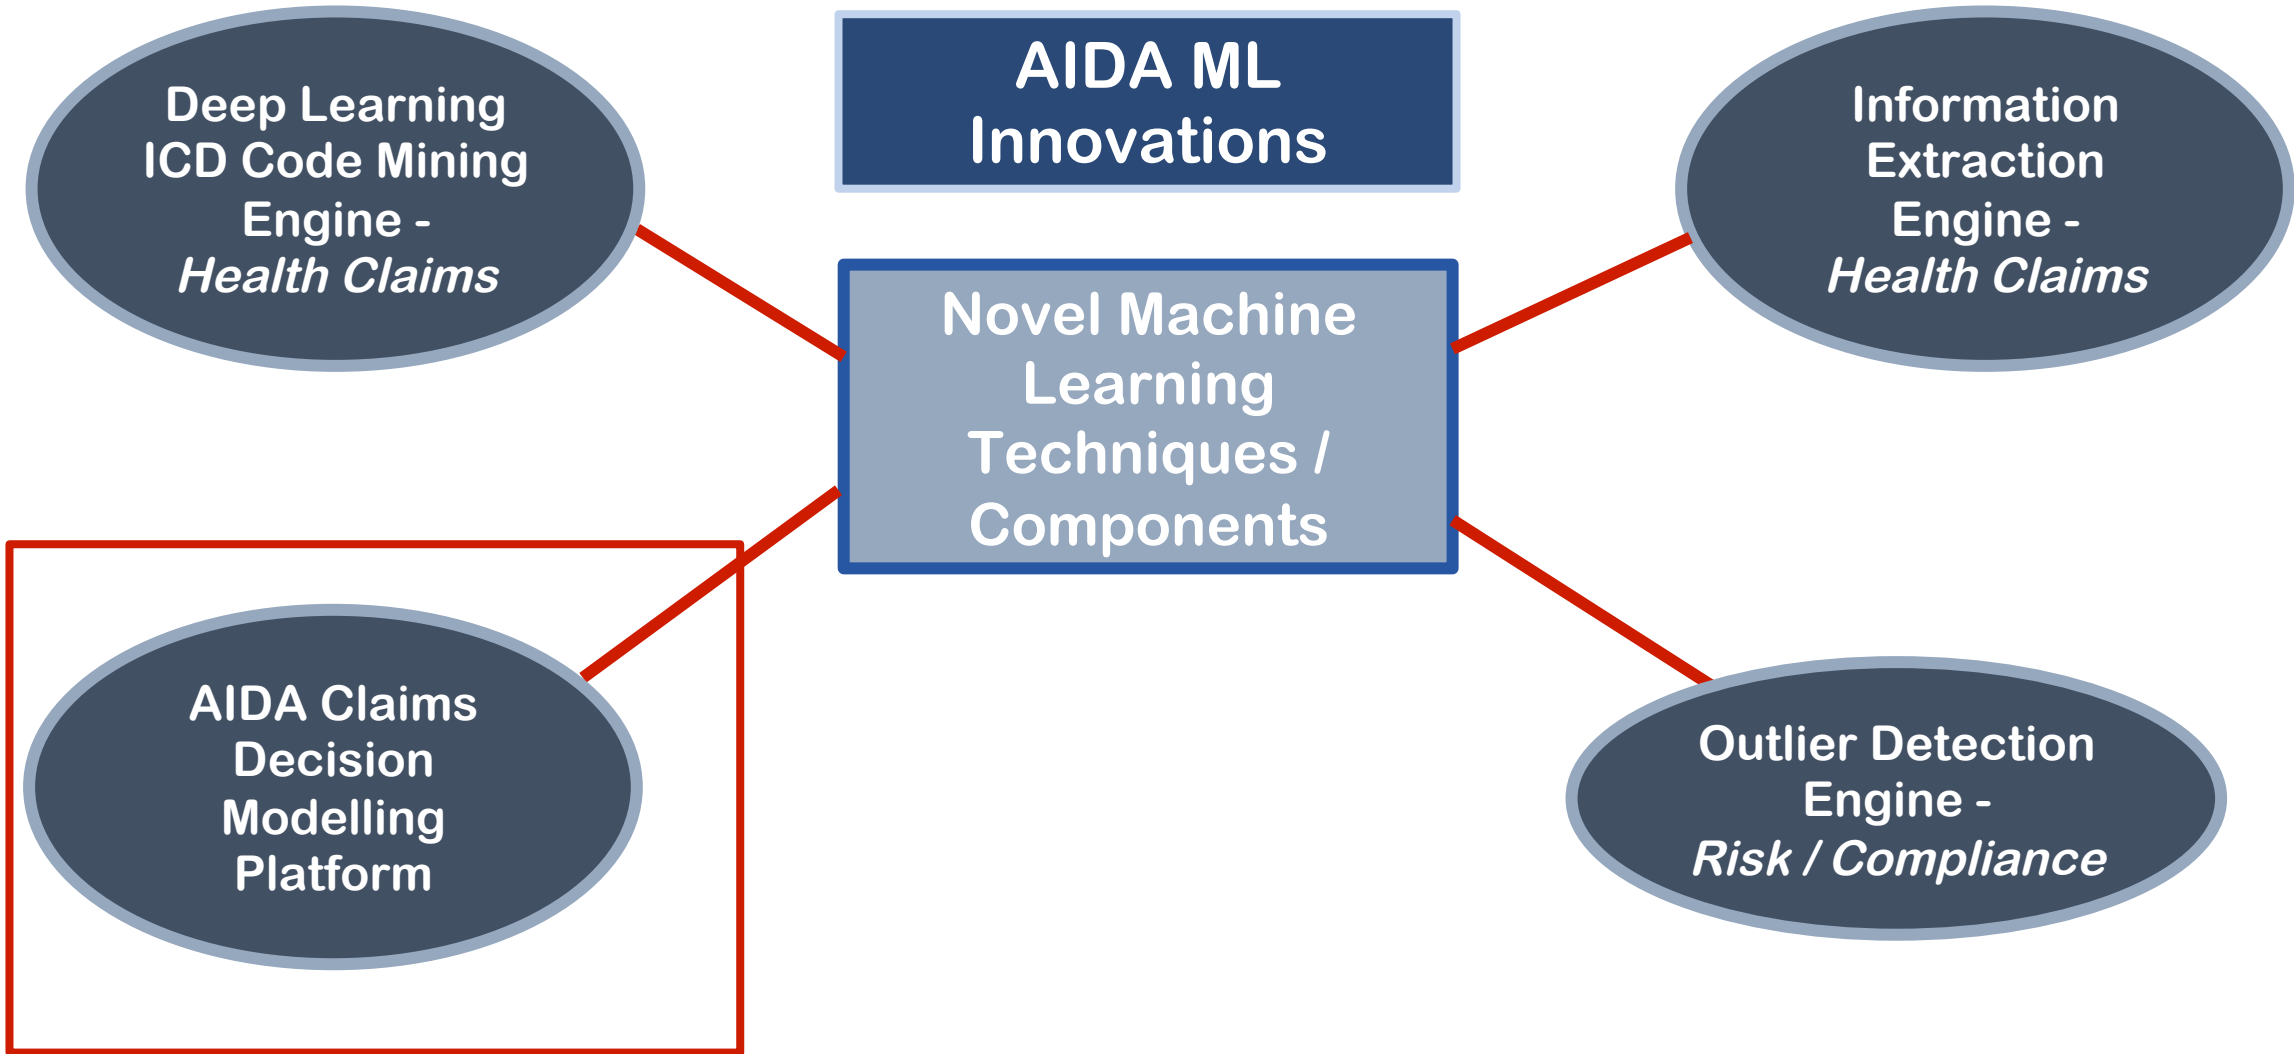 Deep Learning
ICD Code Mining
Engine -
Health Claims
AIDA ML
Innovations
Information
Extraction
Engine -
Health Claims
Novel Machine
Learning
Techniques /
Components
AIDA Claims
Decision
Modelling
Platform
Outlier Detection
Engine -
Risk / Compliance